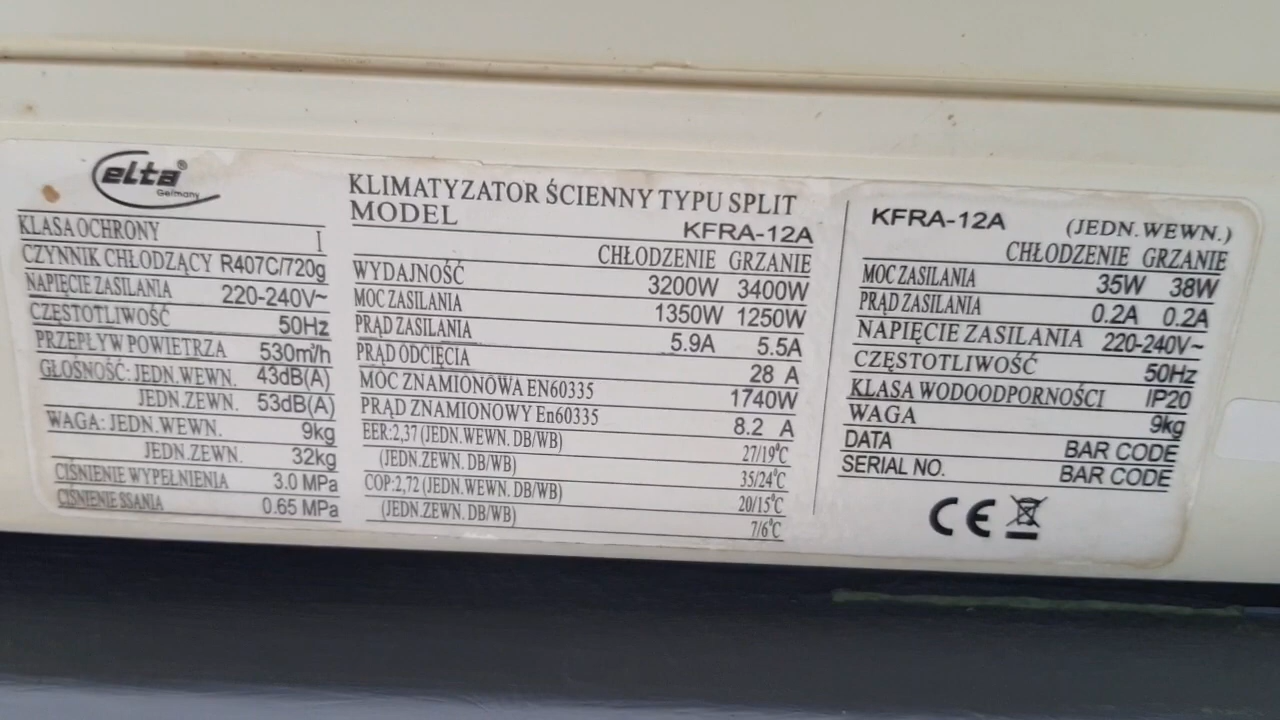 elta®
Germany
KLASA OCHRONY I
CZYNNIK CHŁODZĄCY R407C/720g
NAPIĘCIE ZASILANIA 220-240V~
CZĘSTOTLIWOŚĆ 50Hz
PRZEPŁYW POWIETRZA 530m³/h
GŁOŚNOŚĆ: JEDN.WEWN. 43dB(A)
JEDN.ZEWN. 53dB(A)
WAGA: JEDN.WEWN. 9kg
JEDN.ZEWN. 32kg
CIŚNIENIE WYPEŁNIENIA 3.0 MPa
CIŚNIENIE SSANIA 0.65 MPa
KLIMATYZATOR ŚCIENNY TYPU SPLIT
MODEL KFRA-12A
CHŁODZENIE GRZANIE
WYDAJNOŚĆ 3200W 3400W
MOC ZASILANIA 1350W 1250W
PRĄD ZASILANIA 5.9A 5.5A
PRĄD ODCIĘCIA 28 A
MOC ZNAMIONOWA EN60335 1740W
PRĄD ZNAMIONOWY En60335 8.2 A
EER:2,37 (JEDN.WEWN. DB/WB) 27/19°C
(JEDN.ZEWN. DB/WB) 35/24°C
COP:2,72 (JEDN.WEWN. DB/WB) 20/15°C
(JEDN.ZEWN. DB/WB) 7/6°C
KFRA-12A (JEDN.WEWN.)
CHŁODZENIE GRZANIE
MOC ZASILANIA 35W 38W
PRĄD ZASILANIA 0.2A 0.2A
NAPIĘCIE ZASILANIA 220-240V~
CZĘSTOTLIWOŚĆ 50Hz
KLASA WODOODPORNOŚCI IP20
WAGA 9kg
DATA BAR CODE
SERIAL NO. BAR CODE
CE